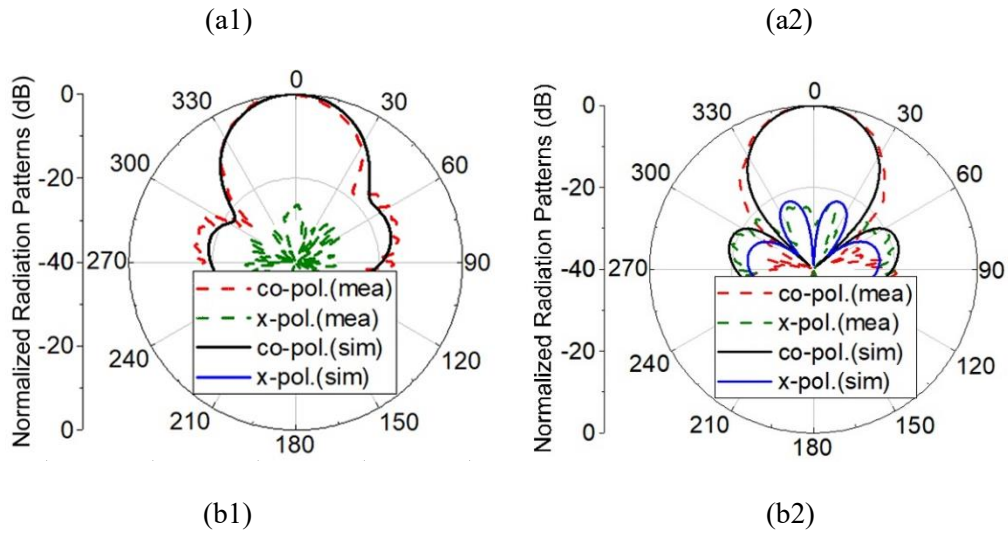 (a1)
(a2)
Normalized Radiation Patterns (dB)
0
-20
-40
-20
0
0
30
60
90
120
150
180
210
240
270
300
330
co-pol.(mea)
x-pol.(mea)
co-pol.(sim)
x-pol.(sim)
Normalized Radiation Patterns (dB)
0
-20
-40
-20
0
0
30
60
90
120
150
180
210
240
270
300
330
co-pol.(mea)
x-pol.(mea)
co-pol.(sim)
x-pol.(sim)
(b1)
(b2)